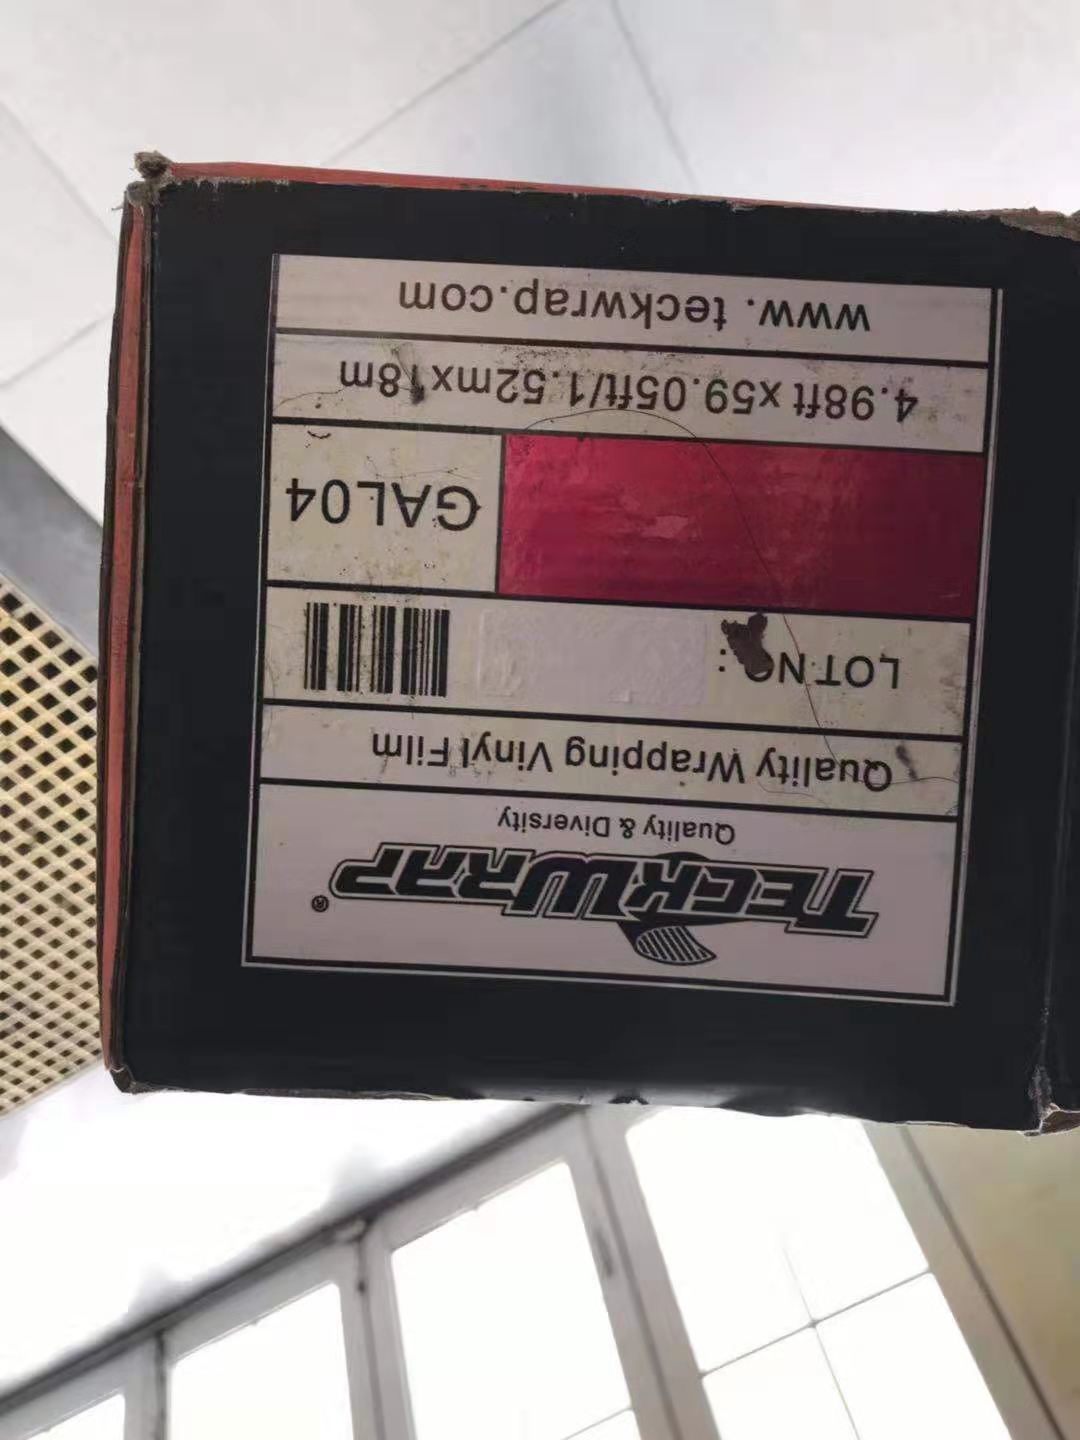 TECKWRAP®
Quality & Diversity
Quality Wrapping Vinyl Film
LOT NO :
GAL04
4.98ft x59.05ft/1.52mx18m
www. teckwrap.com